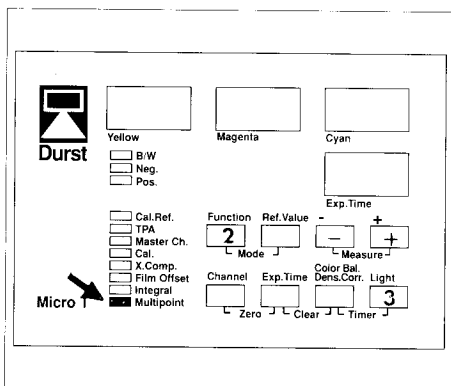 Durst
Yellow
Magenta
Cyan
B/W
Neg.
Pos.
Exp.Time
Cal.Ref.
TPA
Master Ch.
Cal.
X.Comp.
Film Offset
Integral
Multipoint
Micro
Function
Ref.Value
-
+
2
−
+
Mode
Measure
Channel
Exp.Time
Color Bal.
Dens.Corr.
Light
3
Zero
Clear
Timer